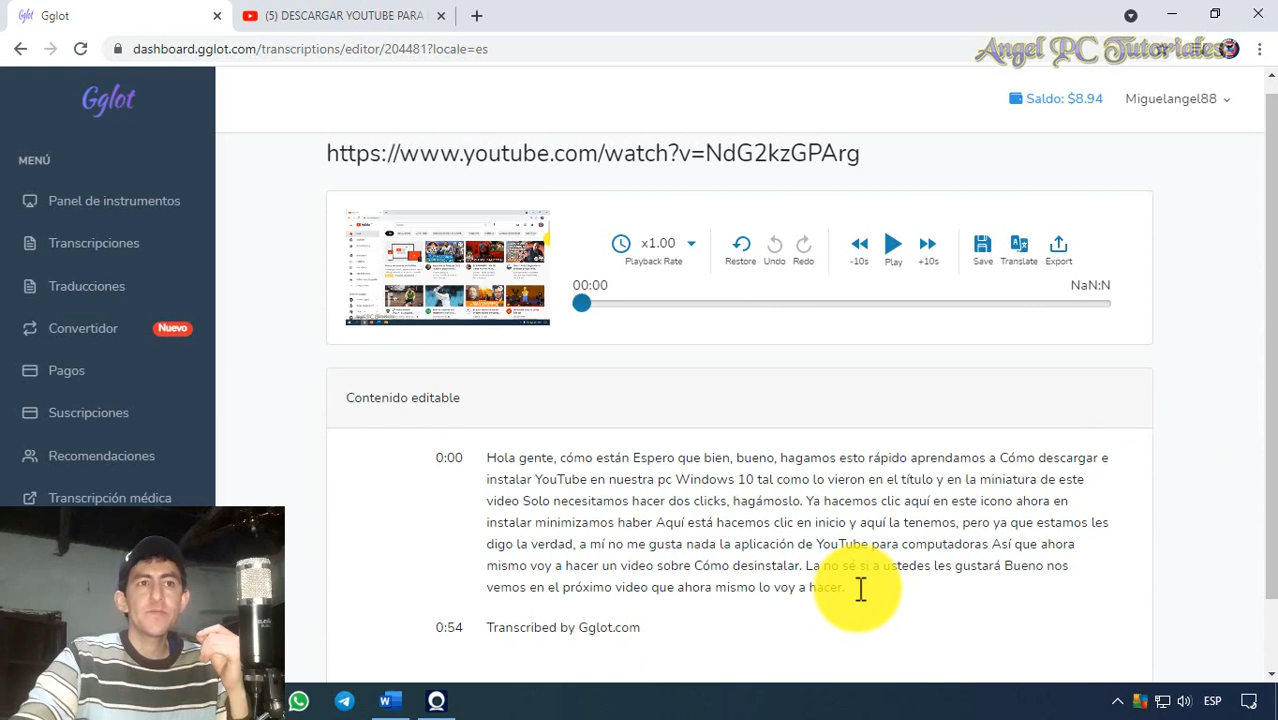 Gglot
(5) DESCARGAR YOUTUBE PARA
dashboard.gglot.com/transcriptions/editor/204481?locale=es
Angel PC Tutoriales
Gglot
Saldo: $8.94
Miguelangel88
MENÚ
Panel de instrumentos
Transcripciones
Traducciones
Convertidor
Nuevo
Pagos
Suscripciones
Recomendaciones
Transcripción médica
https://www.youtube.com/watch?v=NdG2kzGPArg
x1.00
Playback Rate
Restore
Undo
Redo
-10s
Play
+10s
Save
Translate
Export
00:00
NaN:N
Contenido editable
0:00
Hola gente, cómo están Espero que bien, bueno, hagamos esto rápido aprendamos a Cómo descargar e
instalar YouTube en nuestra pc Windows 10 tal como lo vieron en el título y en la miniatura de este
video Solo necesitamos hacer dos clicks, hagámoslo. Ya hacemos clic aquí en este icono ahora en
instalar minimizamos haber Aquí está hacemos clic en inicio y aquí la tenemos, pero ya que estamos les
digo la verdad, a mí no me gusta nada la aplicación de YouTube para computadoras Así que ahora
mismo voy a hacer un video sobre Cómo desinstalar. La no sé si a ustedes les gustará Bueno nos
vemos en el próximo video que ahora mismo lo voy a hacer.
0:54
Transcribed by Gglot.com
ESP